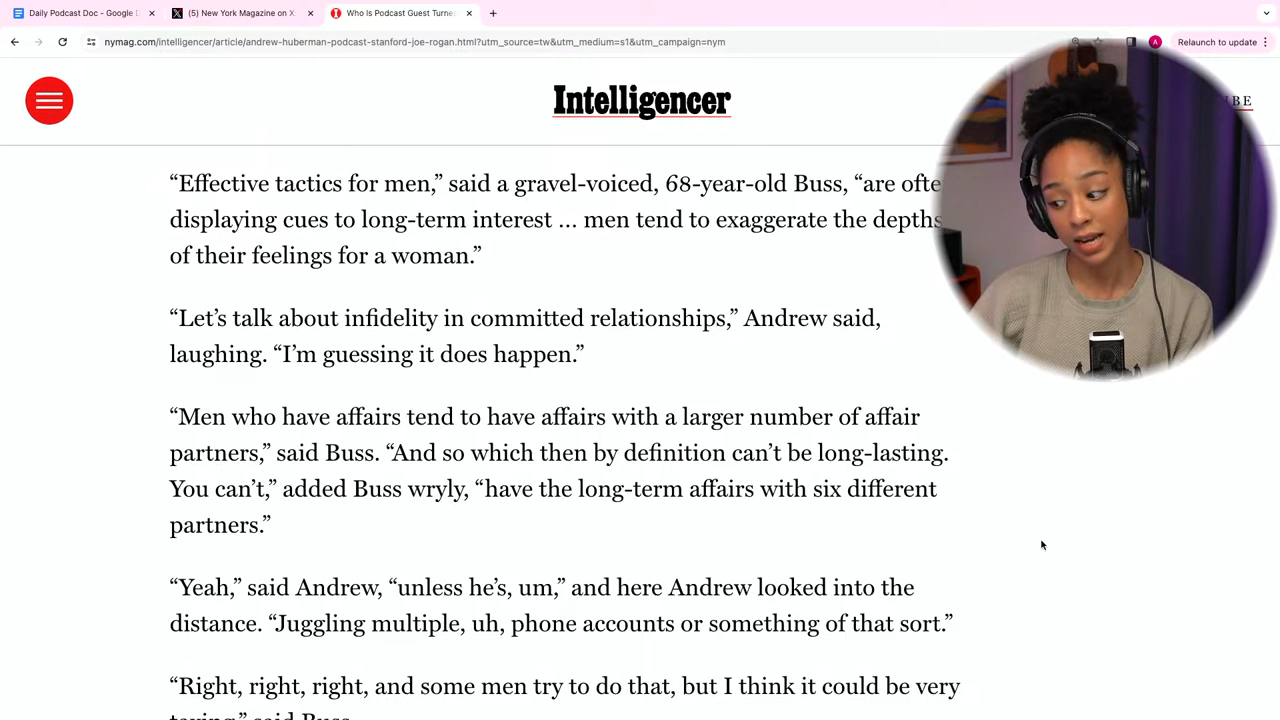 Daily Podcast Doc - Google D
(5) New York Magazine on X
Who Is Podcast Guest Turne
nymag.com/intelligencer/article/andrew-huberman-podcast-stanford-joe-rogan.html?utm_source=tw&utm_medium=s1&utm_campaign=nym
A
Relaunch to update
Intelligencer
BE
“Effective tactics for men,” said a gravel-voiced, 68-year-old Buss, “are ofte
displaying cues to long-term interest … men tend to exaggerate the depths
of their feelings for a woman.”
“Let’s talk about infidelity in committed relationships,” Andrew said,
laughing. “I’m guessing it does happen.”
“Men who have affairs tend to have affairs with a larger number of affair
partners,” said Buss. “And so which then by definition can’t be long-lasting.
You can’t,” added Buss wryly, “have the long-term affairs with six different
partners.”
“Yeah,” said Andrew, “unless he’s, um,” and here Andrew looked into the
distance. “Juggling multiple, uh, phone accounts or something of that sort.”
“Right, right, right, and some men try to do that, but I think it could be very
taxing,” said Buss.